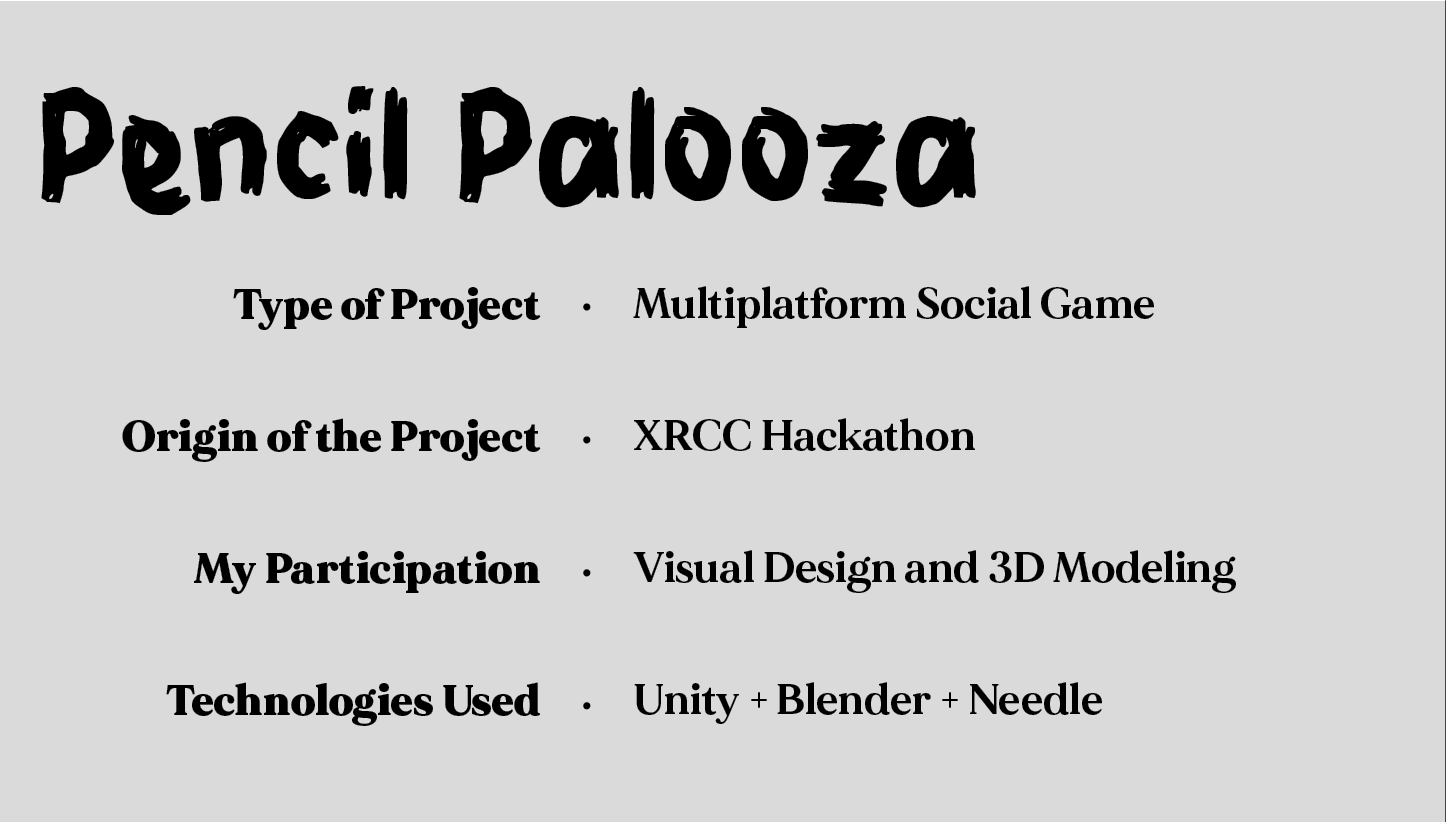 Pencil Palooza
Type of Project · Multiplatform Social Game
Origin of the Project · XRCC Hackathon
My Participation · Visual Design and 3D Modeling
Technologies Used · Unity + Blender + Needle